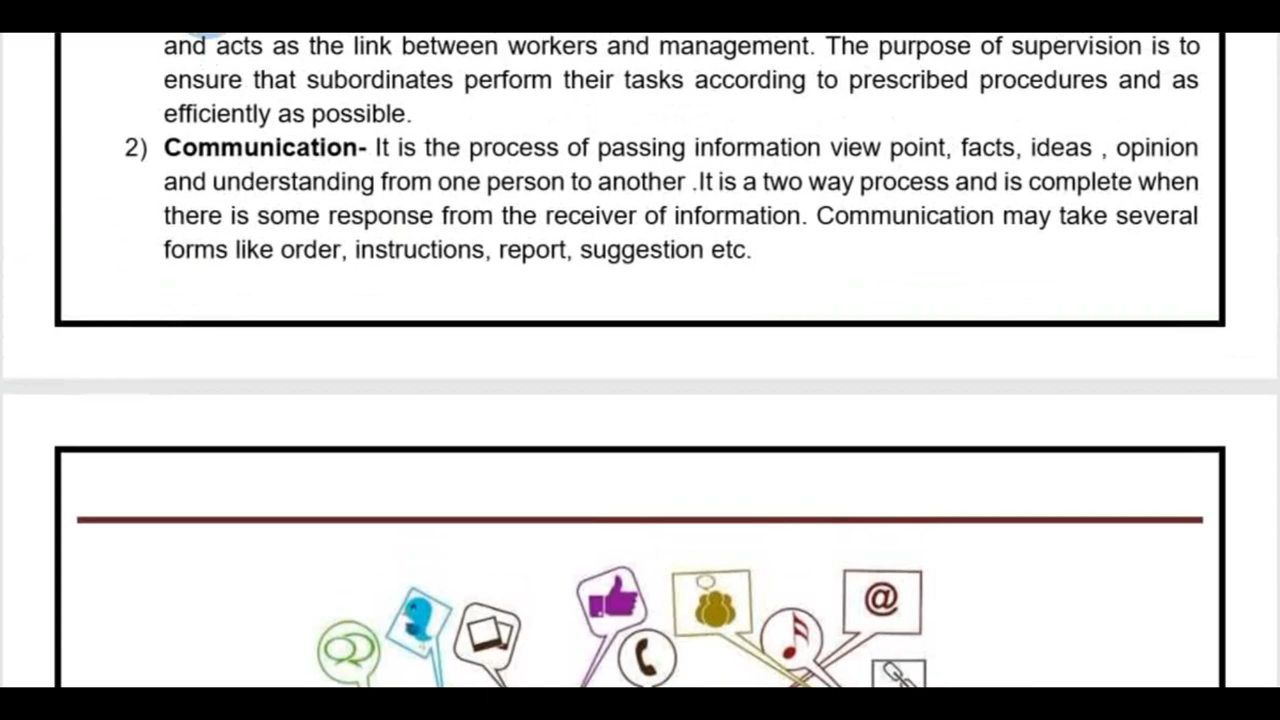 and acts as the link between workers and management. The purpose of supervision is to
ensure that subordinates perform their tasks according to prescribed procedures and as
efficiently as possible.
2) Communication- It is the process of passing information view point, facts, ideas , opinion
and understanding from one person to another .It is a two way process and is complete when
there is some response from the receiver of information. Communication may take several
forms like order, instructions, report, suggestion etc.
@